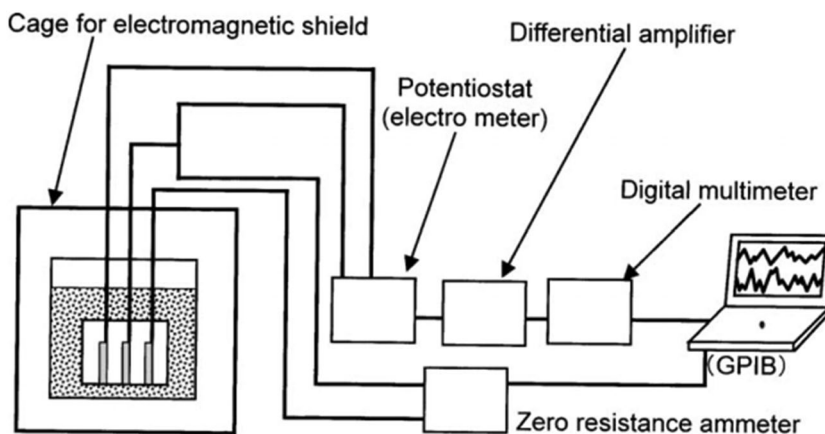 Cage for electromagnetic shield
Differential amplifier
Potentiostat
(electro meter)
Digital multimeter
(GPIB)
Zero resistance ammeter